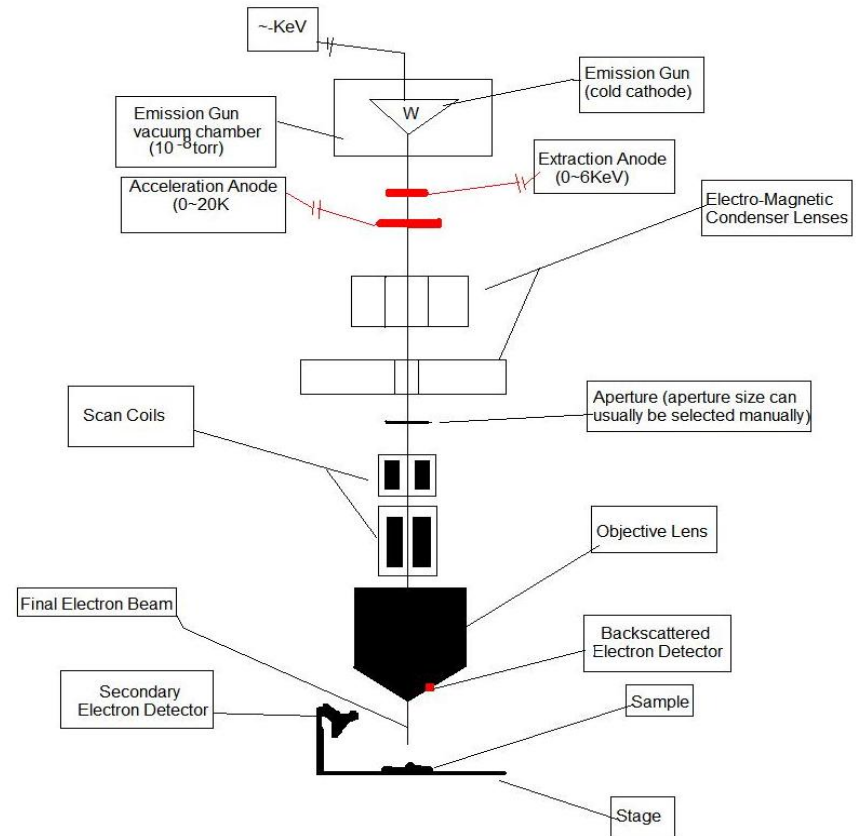 ~-KeV
Emission Gun
(cold cathode)
W
Emission Gun
vacuum chamber
(10⁻⁸torr)
Extraction Anode
(0~6KeV)
Acceleration Anode
(0~20K
Electro-Magnetic
Condenser Lenses
Aperture (aperture size can
usually be selected manually)
Scan Coils
Objective Lens
Final Electron Beam
Backscattered
Electron Detector
Secondary
Electron Detector
Sample
Stage